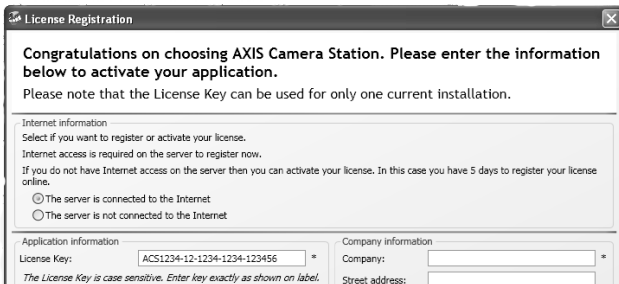 License Registration
Congratulations on choosing AXIS Camera Station. Please enter the information
below to activate your application.
Please note that the License Key can be used for only one current installation.
Internet information
Select if you want to register or activate your license.
Internet access is required on the server to register now.
If you do not have Internet access on the server then you can activate your license. In this case you have 5 days to register your license
online.
The server is connected to the Internet
The server is not connected to the Internet
Application information
License Key: ACS1234-12-1234-1234-123456 *
The License Key is case sensitive. Enter key exactly as shown on label.
Company information
Company: *
Street address: